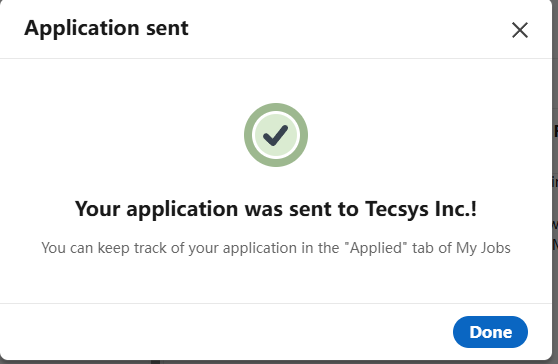 Application sent
Your application was sent to Tecsys Inc.!
You can keep track of your application in the "Applied" tab of My Jobs
Done